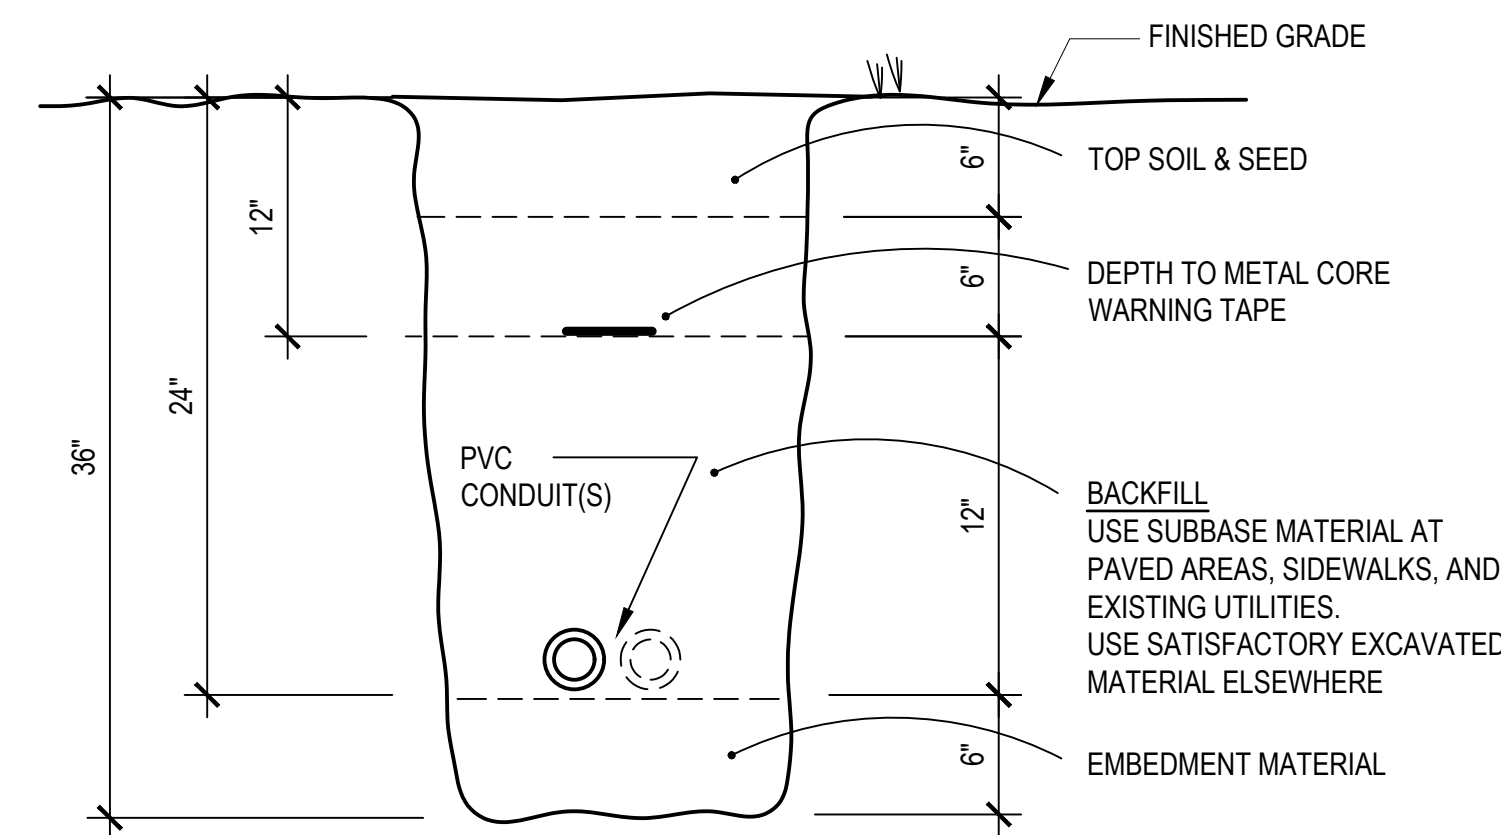 FINISHED GRADE
TOP SOIL & SEED
6"
12"
DEPTH TO METAL CORE
WARNING TAPE
6"
24"
36"
PVC
CONDUIT(S)
BACKFILL
USE SUBBASE MATERIAL AT
PAVED AREAS, SIDEWALKS, AND
EXISTING UTILITIES.
USE SATISFACTORY EXCAVATED
MATERIAL ELSEWHERE
12"
EMBEDMENT MATERIAL
6"